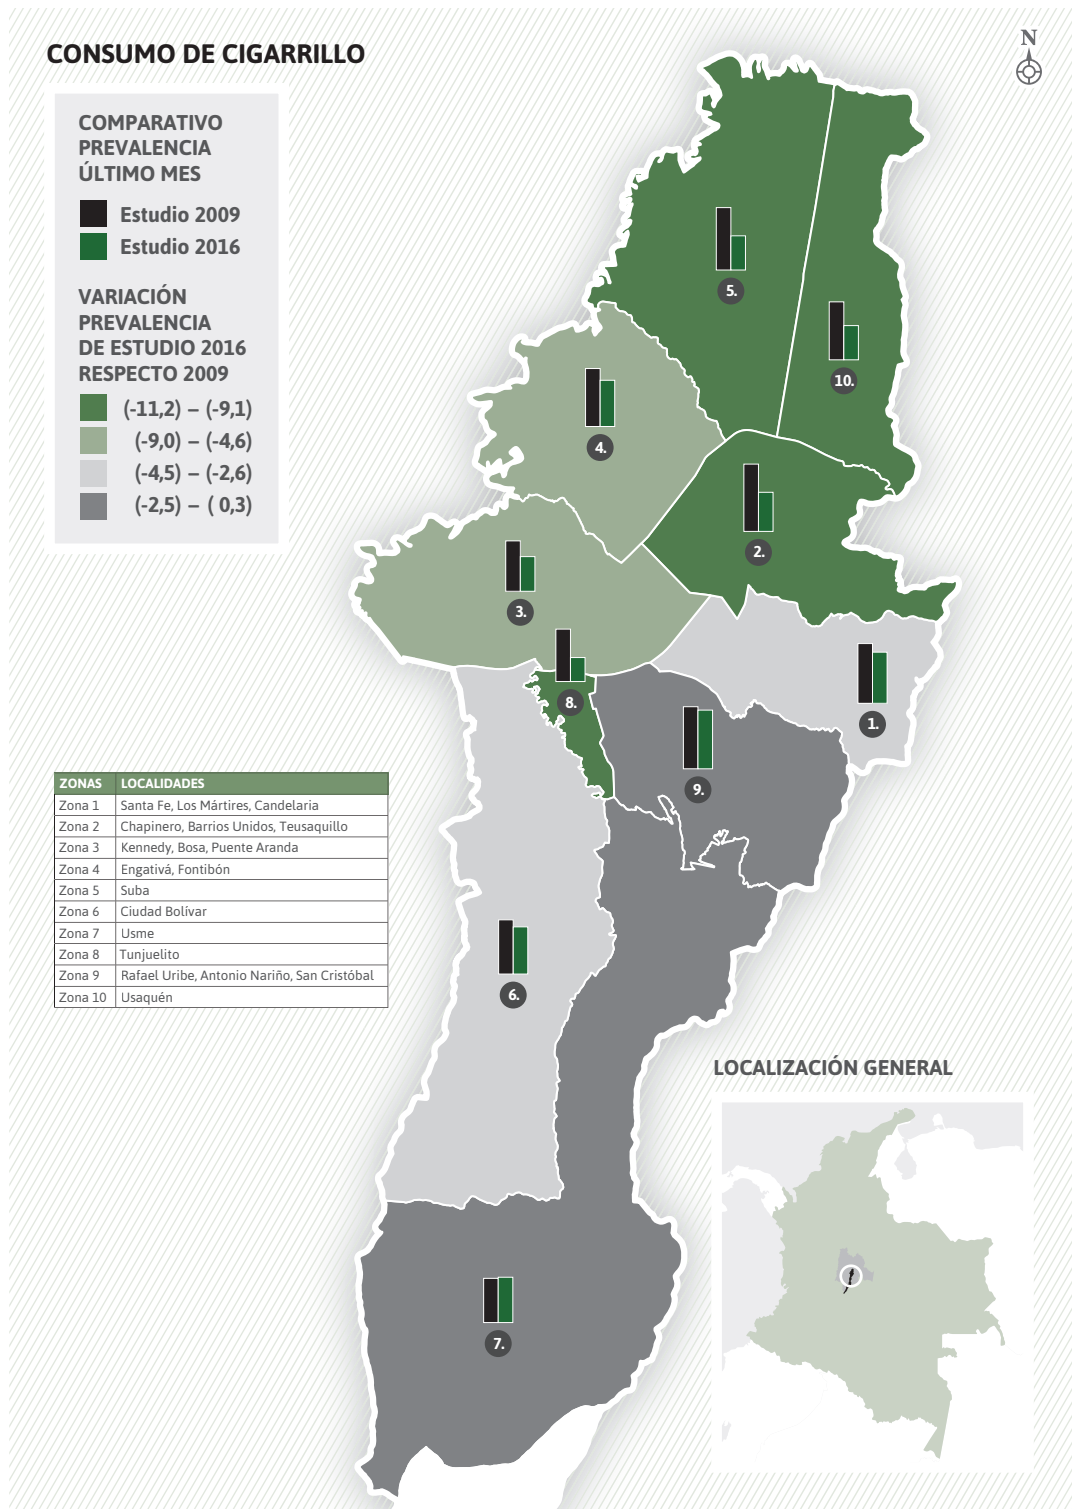 CONSUMO DE CIGARRILLO
N
COMPARATIVO
PREVALENCIA
ÚLTIMO MES
Estudio 2009
Estudio 2016
VARIACIÓN
PREVALENCIA
DE ESTUDIO 2016
RESPECTO 2009
(-11,2) – (-9,1)
(-9,0) – (-4,6)
(-4,5) – (-2,6)
(-2,5) – ( 0,3)
5.
10.
4.
2.
3.
8.
1.
9.
6.
7.
ZONAS LOCALIDADES
Zona 1 Santa Fe, Los Mártires, Candelaria
Zona 2 Chapinero, Barrios Unidos, Teusaquillo
Zona 3 Kennedy, Bosa, Puente Aranda
Zona 4 Engativá, Fontibón
Zona 5 Suba
Zona 6 Ciudad Bolívar
Zona 7 Usme
Zona 8 Tunjuelito
Zona 9 Rafael Uribe, Antonio Nariño, San Cristóbal
Zona 10 Usaquén
LOCALIZACIÓN GENERAL